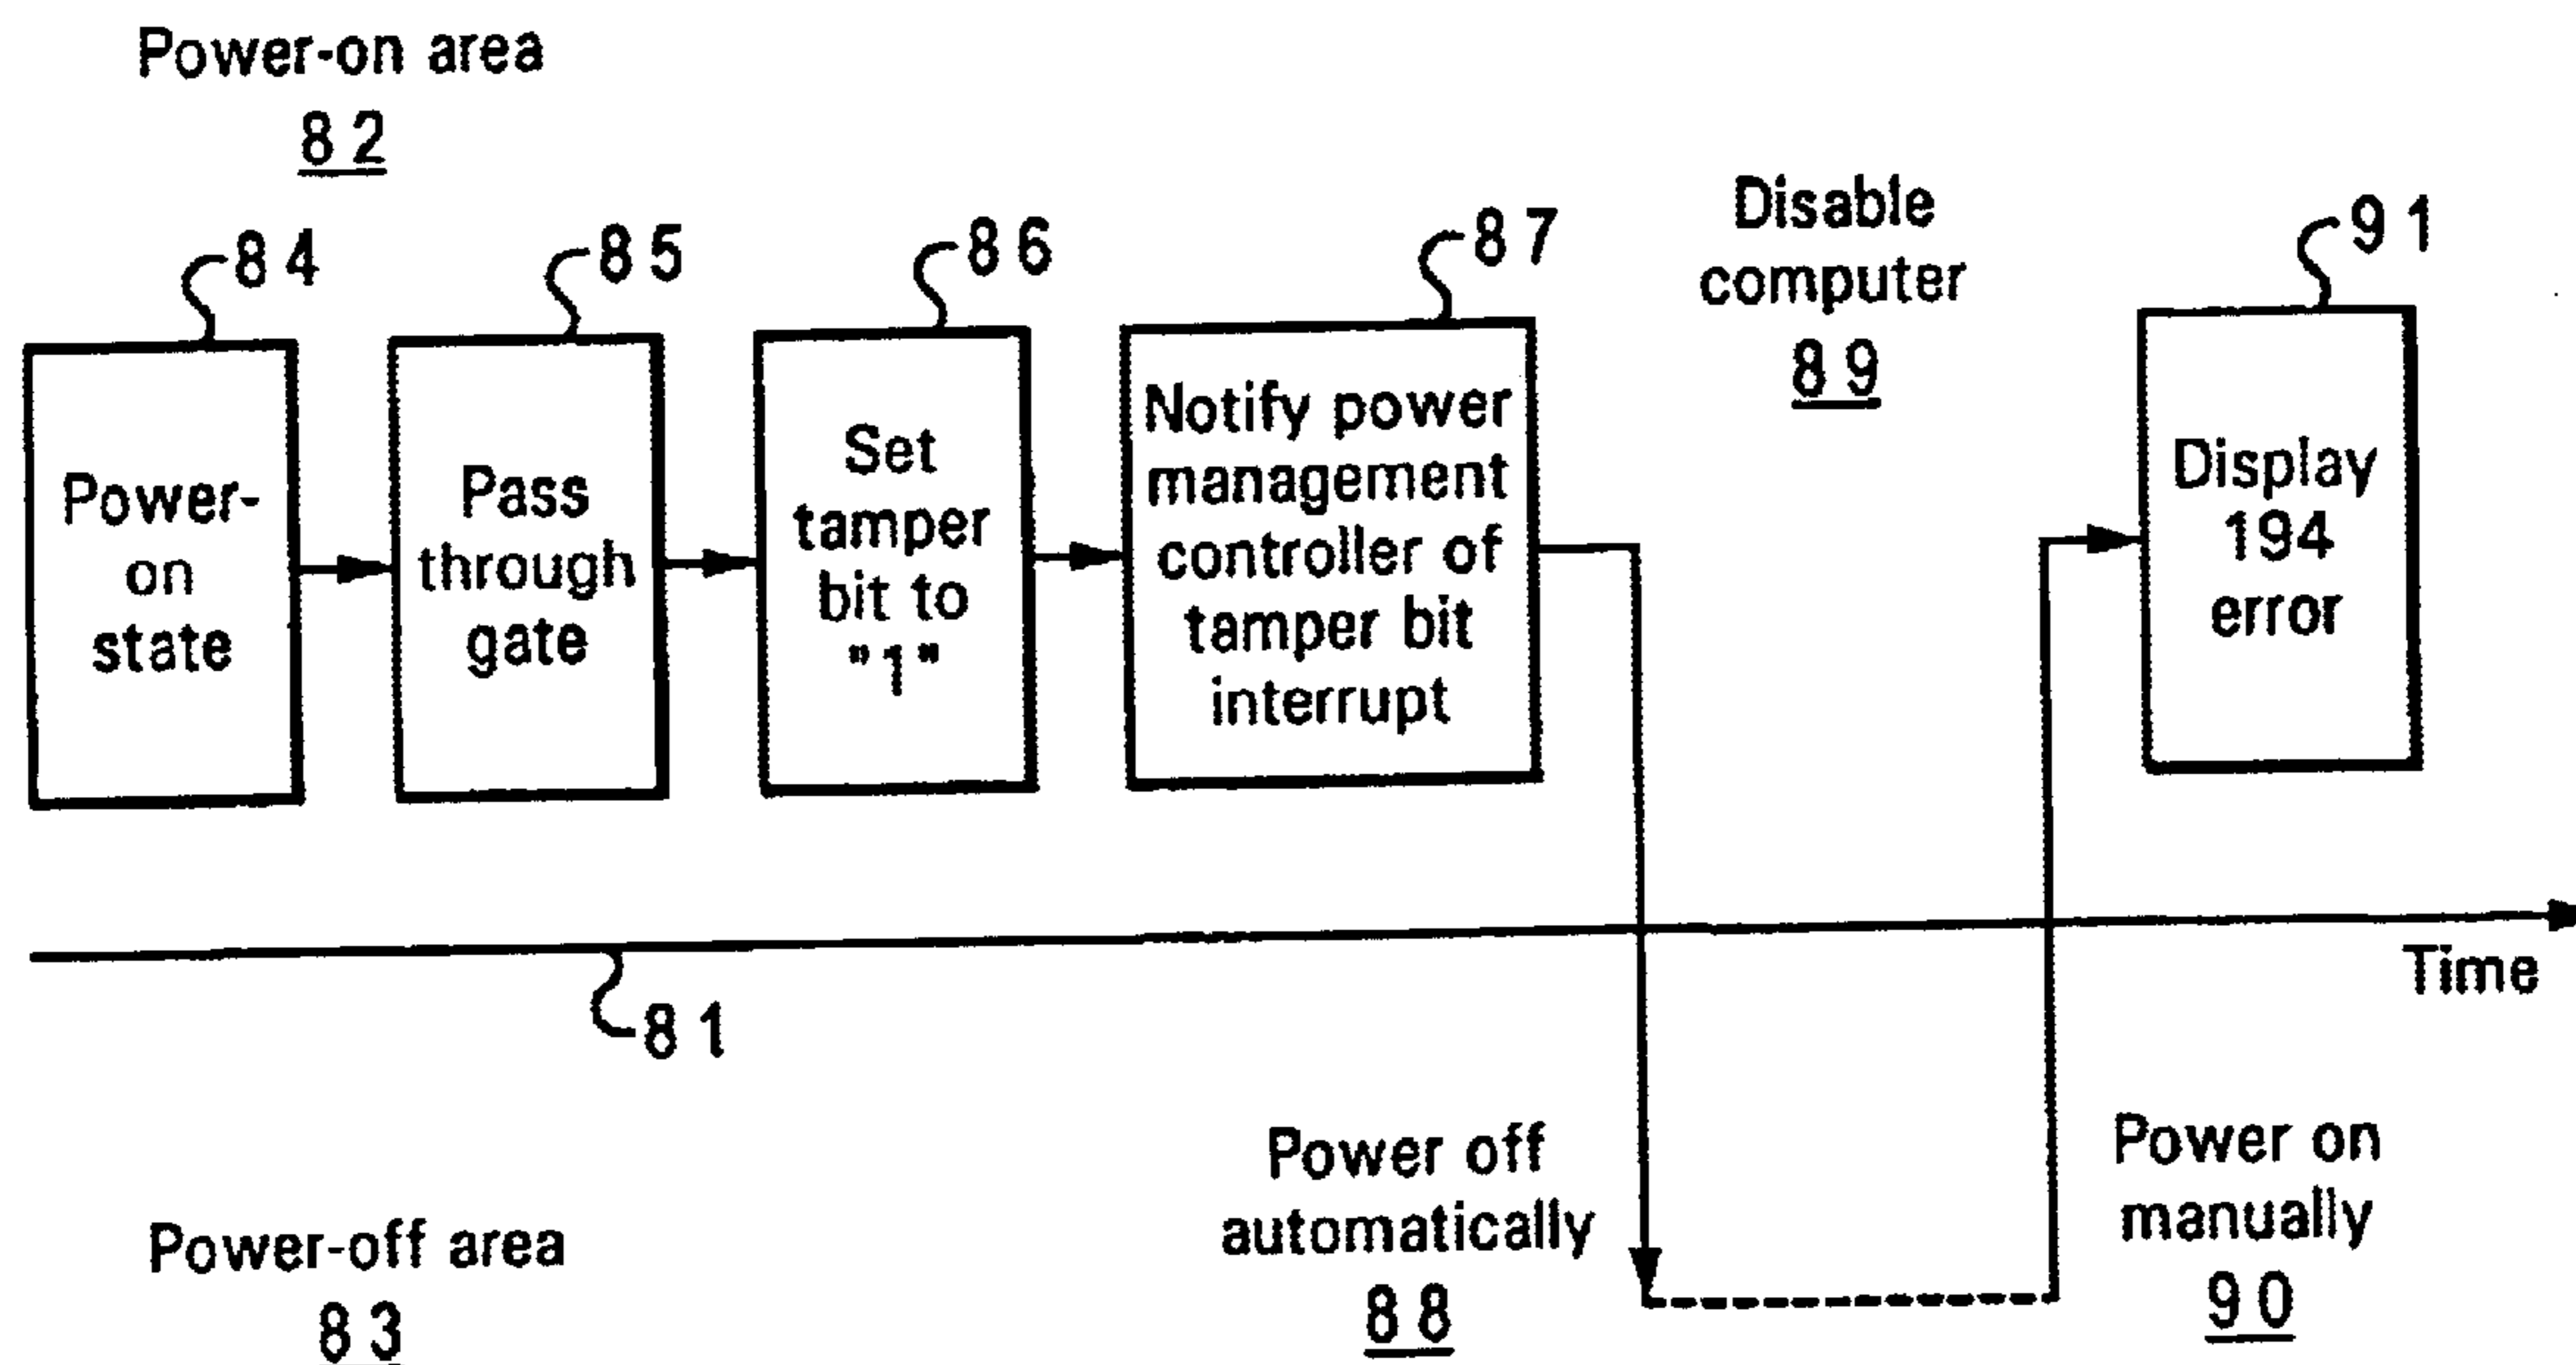 Power-on area
82
84
85
86
87
Disable
computer
89
91
Power-
on
state
Pass
through
gate
Set
tamper
bit to
"1"
Notify power
management
controller of
tamper bit
interrupt
Display
194
error
Time
81
Power-off area
83
Power off
automatically
88
Power on
manually
90